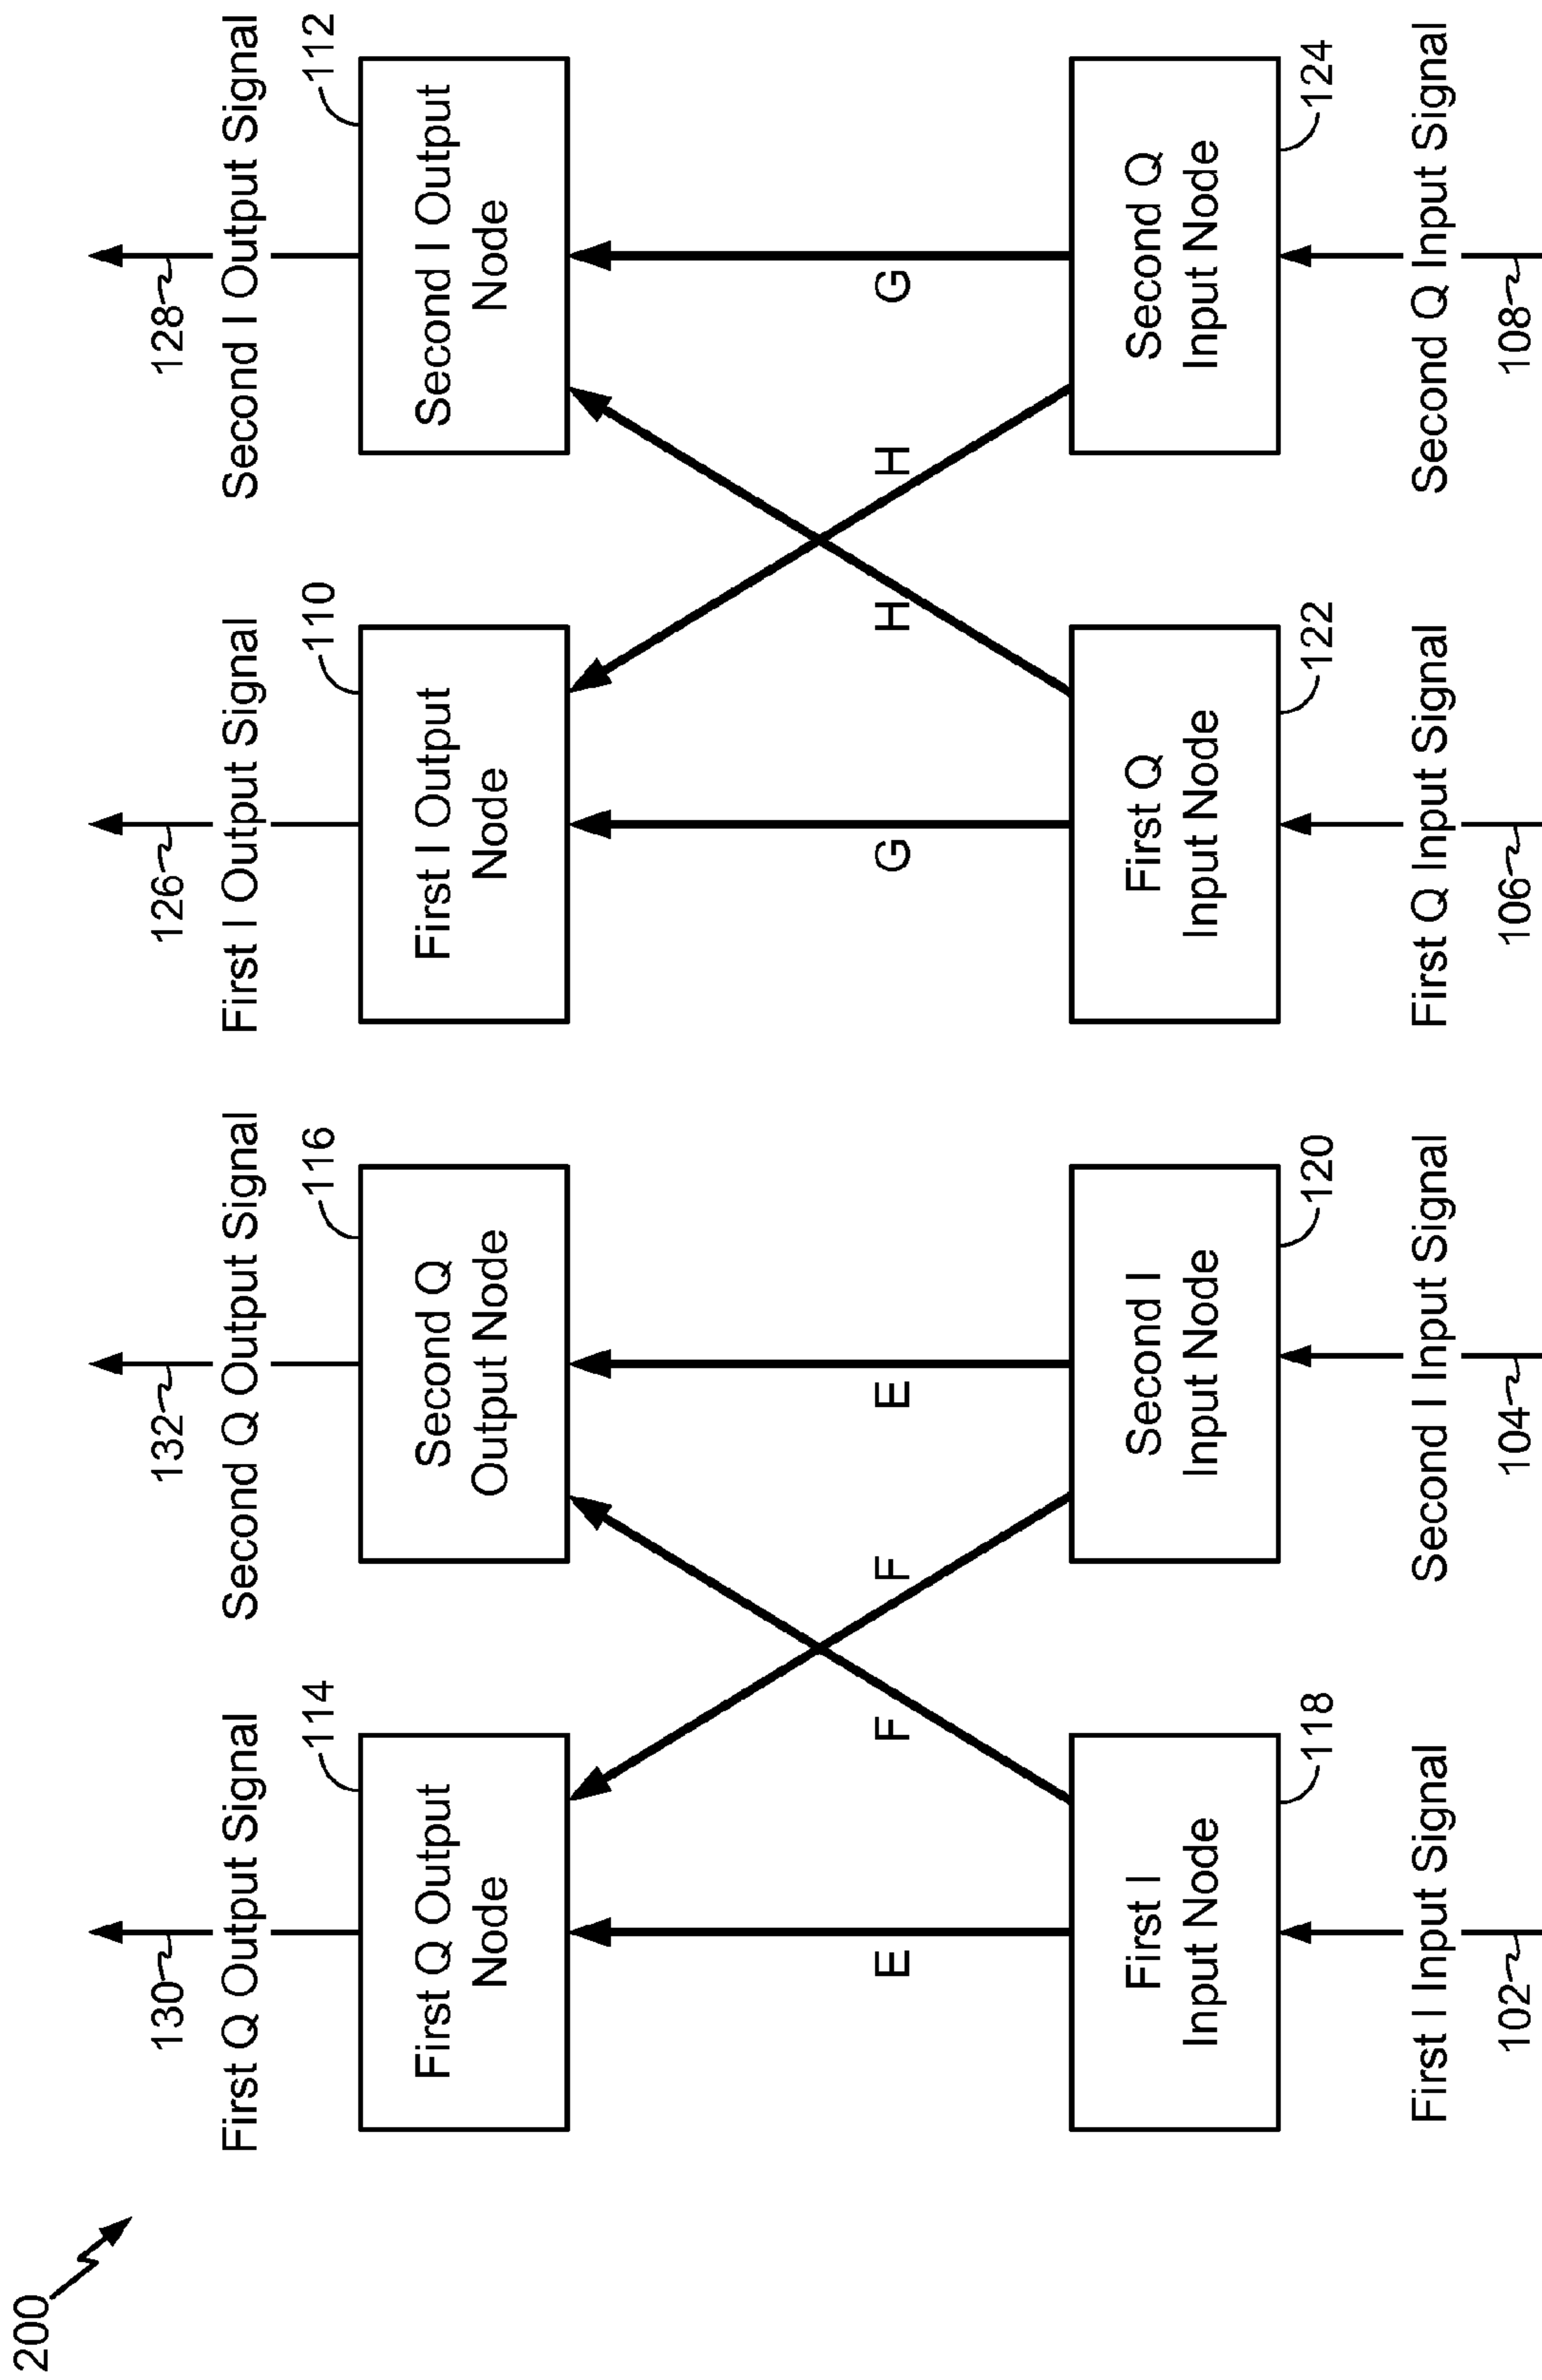 200
130
First Q Output Signal
114
First Q Output
Node
132
Second Q Output Signal
116
Second Q
Output Node
126
First I Output Signal
110
First I Output
Node
128
Second I Output Signal
112
Second I Output
Node
E
F
F
E
G
H
H
G
First I
Input Node
118
First I Input Signal
102
Second I
Input Node
120
Second I Input Signal
104
First Q
Input Node
122
First Q Input Signal
106
Second Q
Input Node
124
Second Q Input Signal
108